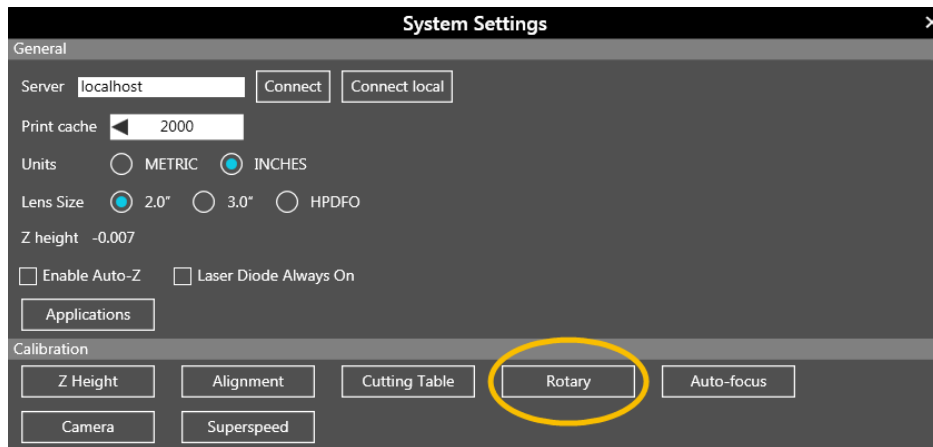 System Settings
General
Server localhost Connect Connect local
Print cache 2000
Units METRIC INCHES
Lens Size 2.0" 3.0" HPDFO
Z height -0.007
Enable Auto-Z Laser Diode Always On
Applications
Calibration
Z Height Alignment Cutting Table Rotary Auto-focus
Camera Superspeed